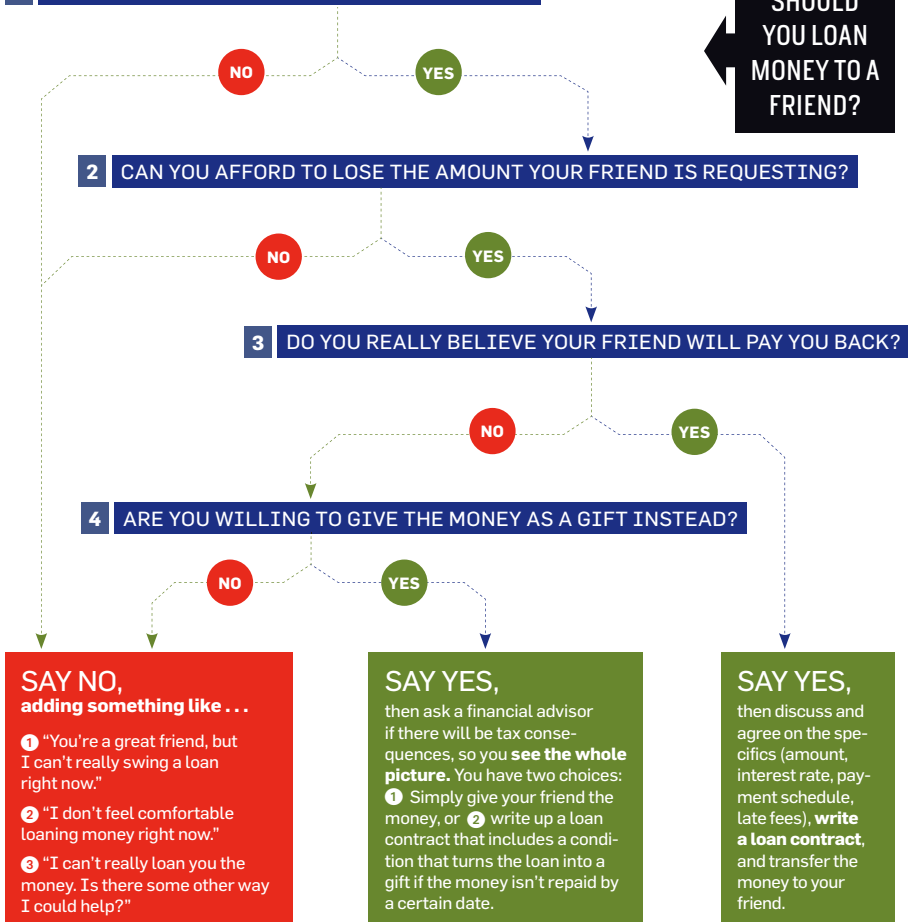 SHOULD
YOU LOAN
MONEY TO A
FRIEND?
NO
YES
2 CAN YOU AFFORD TO LOSE THE AMOUNT YOUR FRIEND IS REQUESTING?
NO
YES
3 DO YOU REALLY BELIEVE YOUR FRIEND WILL PAY YOU BACK?
NO
YES
4 ARE YOU WILLING TO GIVE THE MONEY AS A GIFT INSTEAD?
NO
YES
SAY NO,
adding something like . . .
1 “You’re a great friend, but
I can’t really swing a loan
right now.”
2 “I don’t feel comfortable
loaning money right now.”
3 “I can’t really loan you the
money. Is there some other way
I could help?”
SAY YES,
then ask a financial advisor
if there will be tax conse-
quences, so you see the whole
picture. You have two choices:
1 Simply give your friend the
money, or 2 write up a loan
contract that includes a condi-
tion that turns the loan into a
gift if the money isn’t repaid by
a certain date.
SAY YES,
then discuss and
agree on the spe-
cifics (amount,
interest rate, pay-
ment schedule,
late fees), write
a loan contract,
and transfer the
money to your
friend.